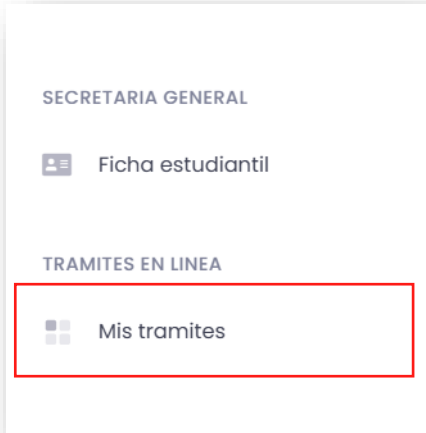 SECRETARIA GENERAL
Ficha estudiantil
TRAMITES EN LINEA
Mis tramites